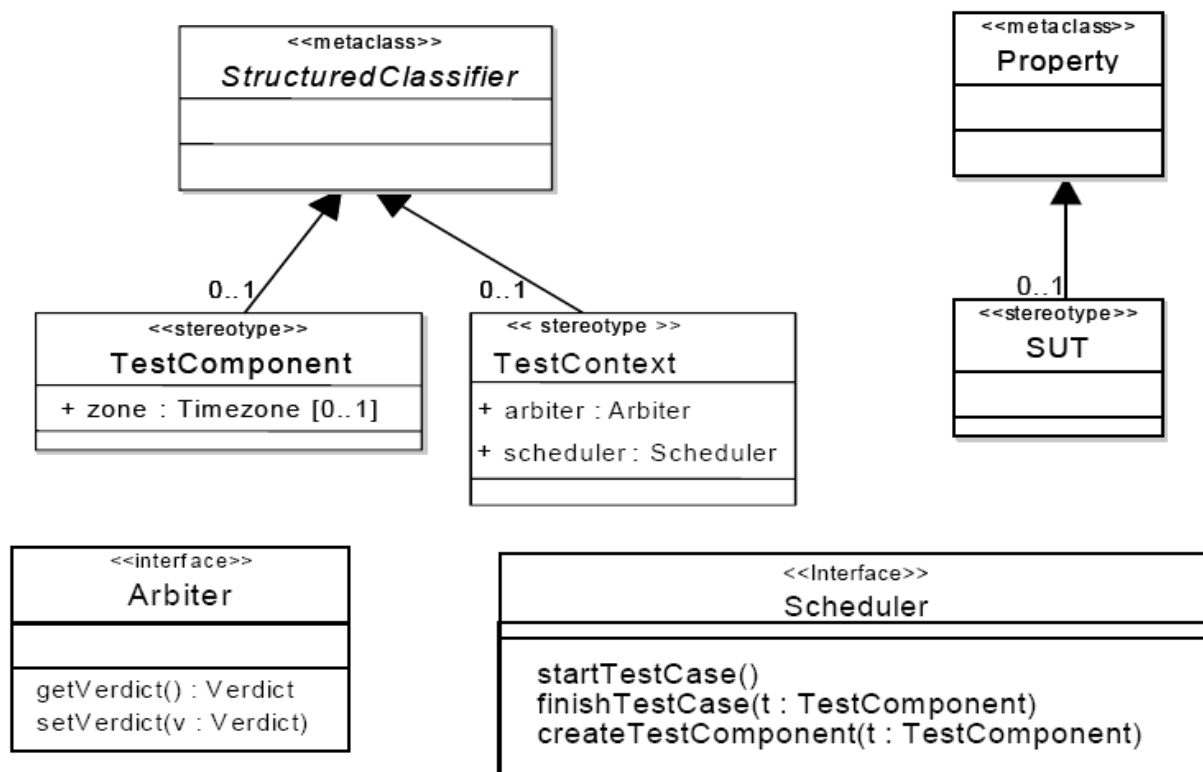 <<metaclass>>
StructuredClassifier
<<metaclass>>
Property
0..1
0..1
0..1
<<stereotype>>
TestComponent
+ zone : Timezone [0..1]
<< stereotype >>
TestContext
+ arbiter : Arbiter
+ scheduler : Scheduler
<<stereotype>>
SUT
<<interface>>
Arbiter
getVerdict() : Verdict
setVerdict(v : Verdict)
<<Interface>>
Scheduler
startTestCase()
finishTestCase(t : TestComponent)
createTestComponent(t : TestComponent)